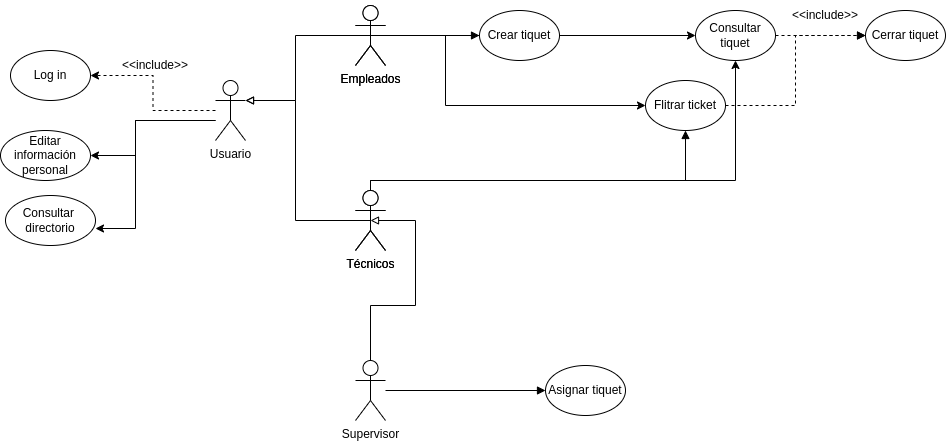 Empleados
Crear tiquet
Consultar
tiquet
<<include>>
Cerrar tiquet
Log in
<<include>>
Flitrar ticket
Usuario
Editar
información
personal
Consultar
directorio
Técnicos
Supervisor
Asignar tiquet